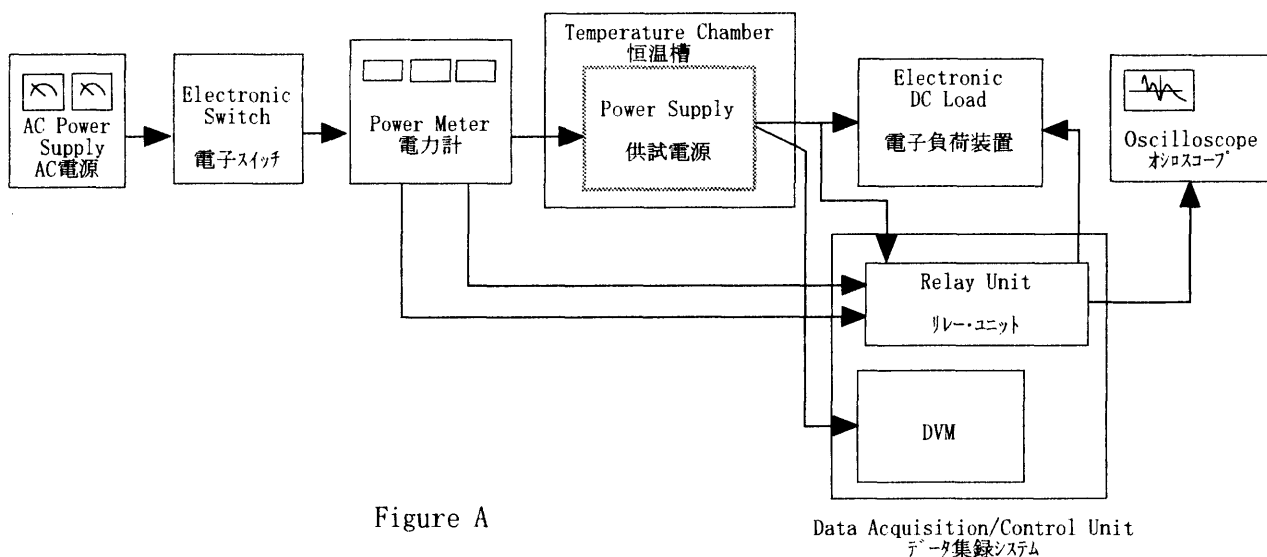 AC Power
Supply
AC電源
Electronic
Switch
電子スイッチ
Power Meter
電力計
Temperature Chamber
恒温槽
Power Supply
供試電源
Electronic
DC Load
電子負荷装置
Oscilloscope
オシロスコープ
Relay Unit
リレー・ユニット
DVM
Figure A
Data Acquisition/Control Unit
データ集録システム